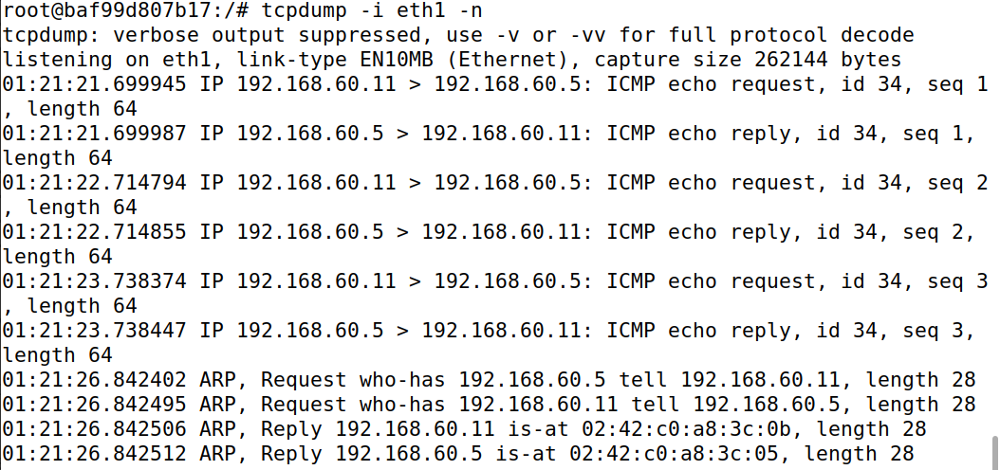 root@baf99d807b17:/# tcpdump -i eth1 -n
tcpdump: verbose output suppressed, use -v or -vv for full protocol decode
listening on eth1, link-type EN10MB (Ethernet), capture size 262144 bytes
01:21:21.699945 IP 192.168.60.11 > 192.168.60.5: ICMP echo request, id 34, seq 1
, length 64
01:21:21.699987 IP 192.168.60.5 > 192.168.60.11: ICMP echo reply, id 34, seq 1,
length 64
01:21:22.714794 IP 192.168.60.11 > 192.168.60.5: ICMP echo request, id 34, seq 2
, length 64
01:21:22.714855 IP 192.168.60.5 > 192.168.60.11: ICMP echo reply, id 34, seq 2,
length 64
01:21:23.738374 IP 192.168.60.11 > 192.168.60.5: ICMP echo request, id 34, seq 3
, length 64
01:21:23.738447 IP 192.168.60.5 > 192.168.60.11: ICMP echo reply, id 34, seq 3,
length 64
01:21:26.842402 ARP, Request who-has 192.168.60.5 tell 192.168.60.11, length 28
01:21:26.842495 ARP, Request who-has 192.168.60.11 tell 192.168.60.5, length 28
01:21:26.842506 ARP, Reply 192.168.60.11 is-at 02:42:c0:a8:3c:0b, length 28
01:21:26.842512 ARP, Reply 192.168.60.5 is-at 02:42:c0:a8:3c:05, length 28